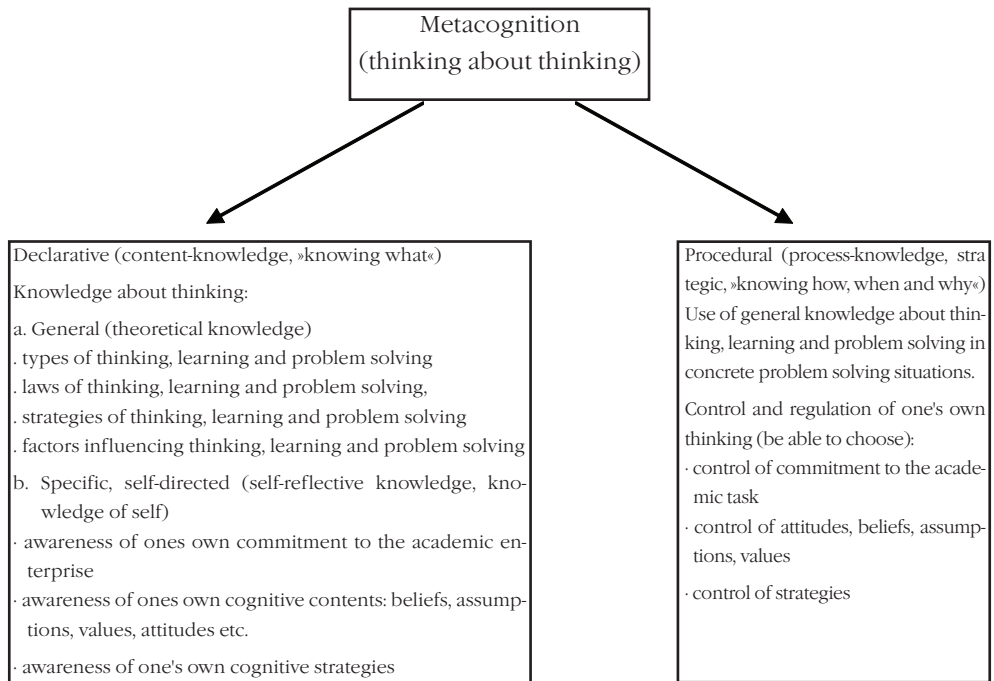 Metacognition
(thinking about thinking)
Declarative (content-knowledge, »knowing what«)
Knowledge about thinking:
a. General (theoretical knowledge)
. types of thinking, learning and problem solving
. laws of thinking, learning and problem solving,
. strategies of thinking, learning and problem solving
. factors influencing thinking, learning and problem solving
b. Specific, self-directed (self-reflective knowledge, kno-
wledge of self)
· awareness of ones own commitment to the academic en-
terprise
· awareness of ones own cognitive contents: beliefs, assump-
tions, values, attitudes etc.
· awareness of one's own cognitive strategies
Procedural (process-knowledge, stra
tegic, »knowing how, when and why«)
Use of general knowledge about thin-
king, learning and problem solving in
concrete problem solving situations.
Control and regulation of one's own
thinking (be able to choose):
· control of commitment to the acade-
mic task
· control of attitudes, beliefs, assump-
tions, values
· control of strategies